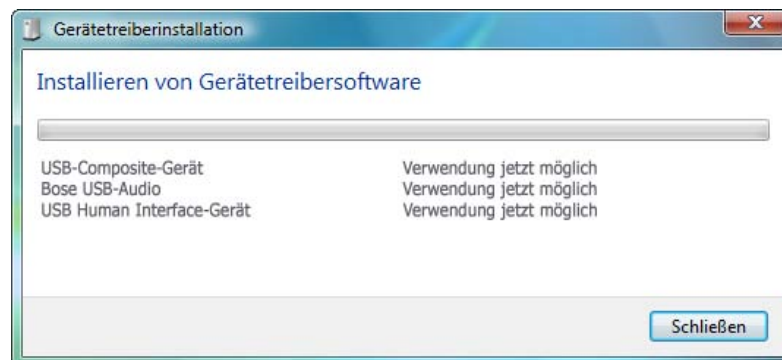 Gerätetreiberinstallation
Installieren von Gerätetreibersoftware
USB-Composite-Gerät Verwendung jetzt möglich
Bose USB-Audio Verwendung jetzt möglich
USB Human Interface-Gerät Verwendung jetzt möglich
Schließen